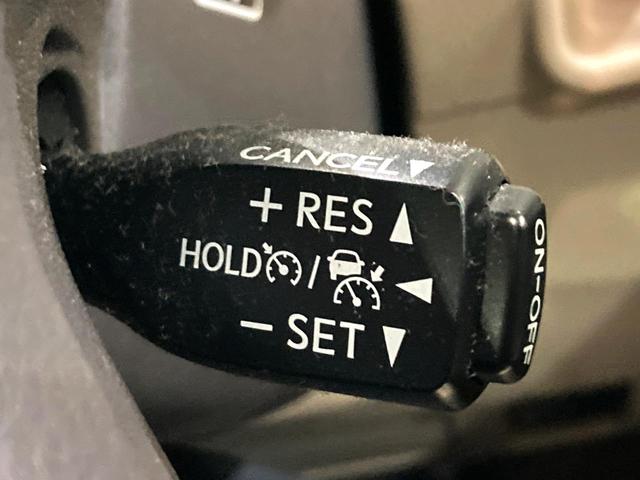 CANCEL▼
+ RES ▲
HOLD / ◀
− SET ▼
ON-OFF